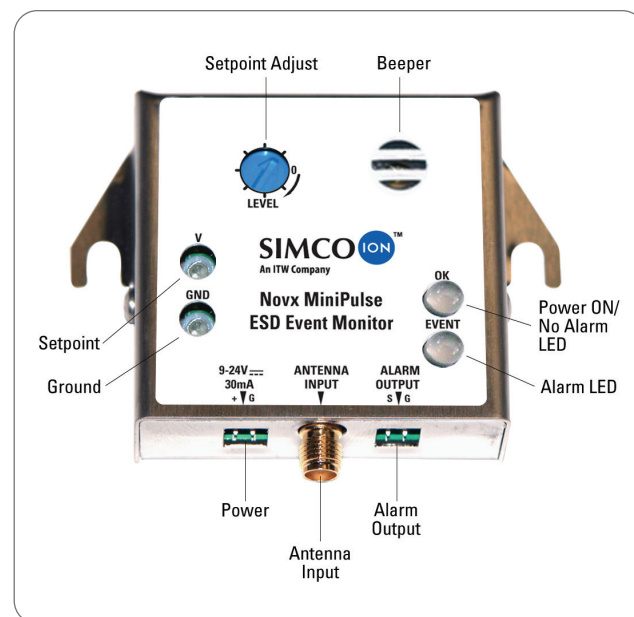 Setpoint Adjust
Beeper
0
LEVEL
V
SIMCO ION™
An ITW Company
OK
GND
Novx MiniPulse
ESD Event Monitor
EVENT
Power ON/
No Alarm
LED
Setpoint
Ground
Alarm LED
9-24V ⎓
30mA
+ G
ANTENNA
INPUT
ALARM
OUTPUT
S G
Power
Antenna
Input
Alarm
Output